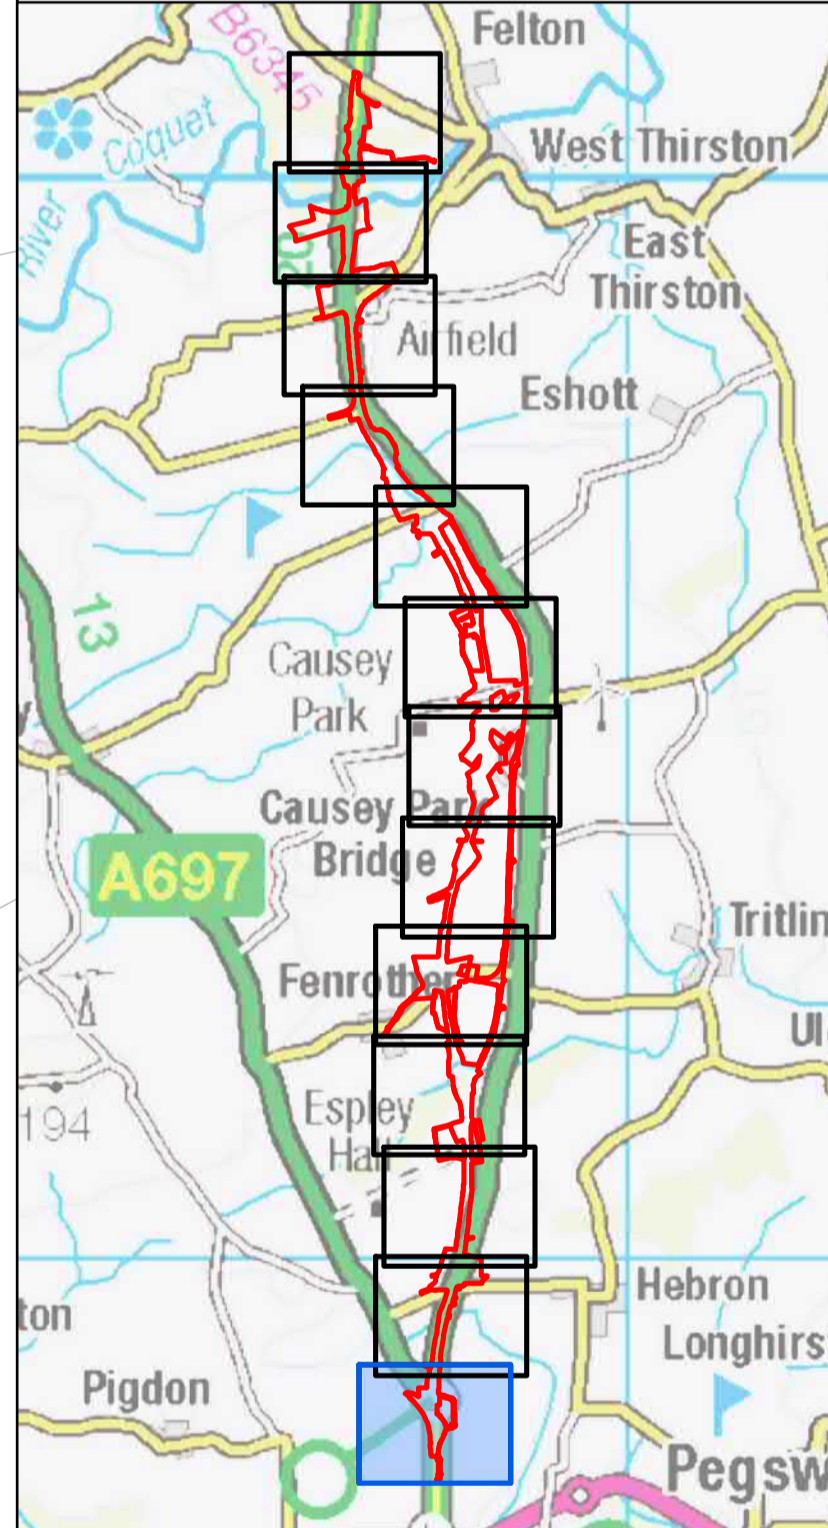 Felton
B6345
Coquet
West Thirston
River
East
Thirston
Airfield
Eshott
13
Causey
Park
Causey Park
Bridge
A697
Tritlin
Fenrother
Ul
Espley
Hall
194
Hebron
ton
Longhirs
Pigdon
Pegsw